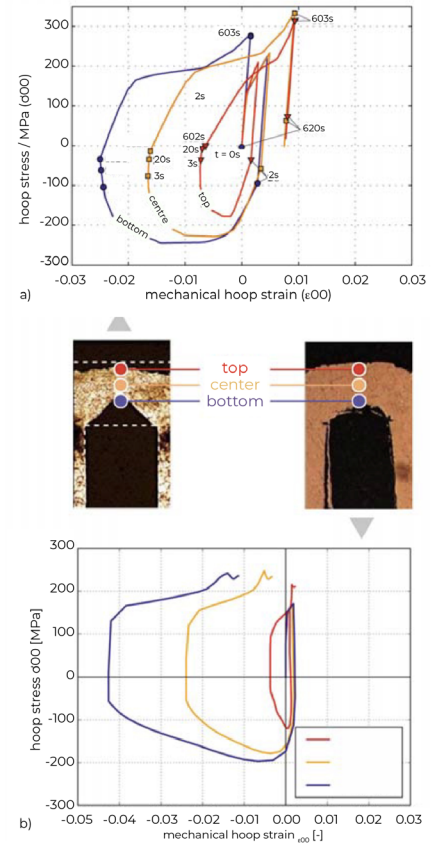 hoop stress / MPa (d00)
400
300
200
100
0
-100
-200
-300
603s
603s
2s
602s
20s
3s
t = 0s
620s
20s
3s
2s
top
centre
bottom
-0.03 -0.02 -0.01 0 0.01 0.02 0.03
a) mechanical hoop strain (ε00)
top
center
bottom
hoop stress d00 [MPa]
300
200
100
0
-100
-200
-300
-0.05 -0.04 -0.03 -0.02 -0.01 0.00 0.01 0.02 0.03
b) mechanical hoop strain ε00 [-]